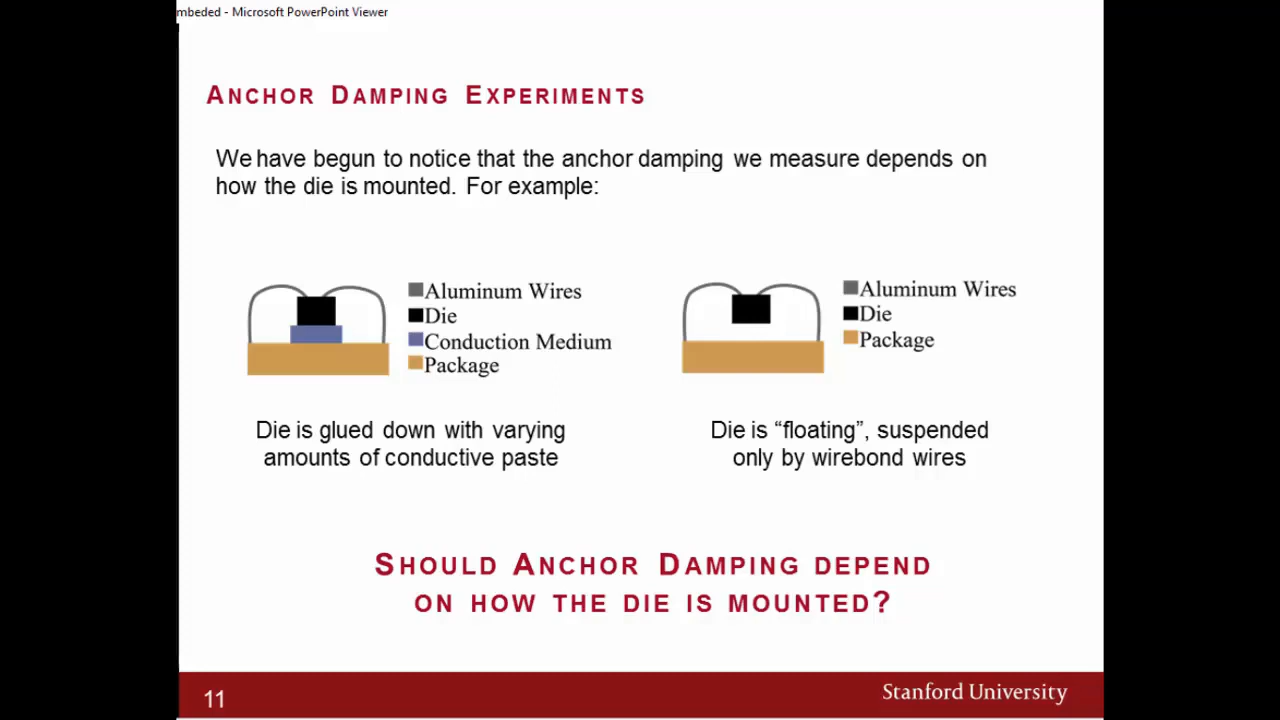 mbeded - Microsoft PowerPoint Viewer
ANCHOR DAMPING EXPERIMENTS
We have begun to notice that the anchor damping we measure depends on
how the die is mounted. For example:
Aluminum Wires
Die
Conduction Medium
Package
Aluminum Wires
Die
Package
Die is glued down with varying
amounts of conductive paste
Die is “floating”, suspended
only by wirebond wires
SHOULD ANCHOR DAMPING DEPEND
ON HOW THE DIE IS MOUNTED?
11
Stanford University